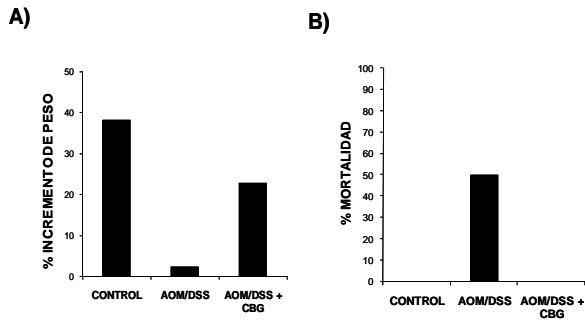 A)
% INCREMENTO DE PESO
50
40
30
20
10
0
CONTROL
AOM/DSS
AOM/DSS +
CBG
B)
% MORTALIDAD
100
90
80
70
60
50
40
30
20
10
0
CONTROL
AOM/DSS
AOM/DSS +
CBG